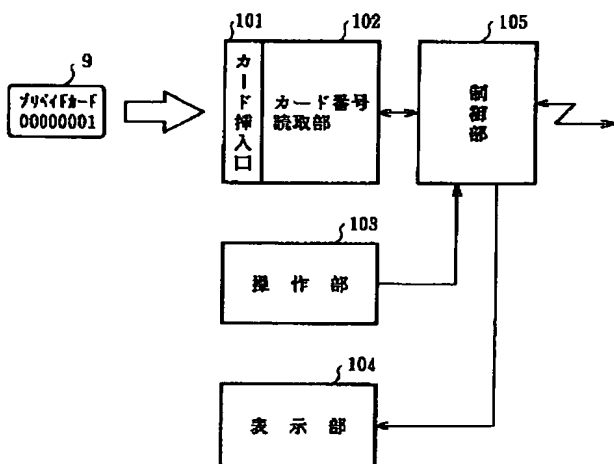 101
102
105
9
プリペイドカード
00000001
カード挿入口
カード番号
読取部
制御部
103
操作部
104
表示部